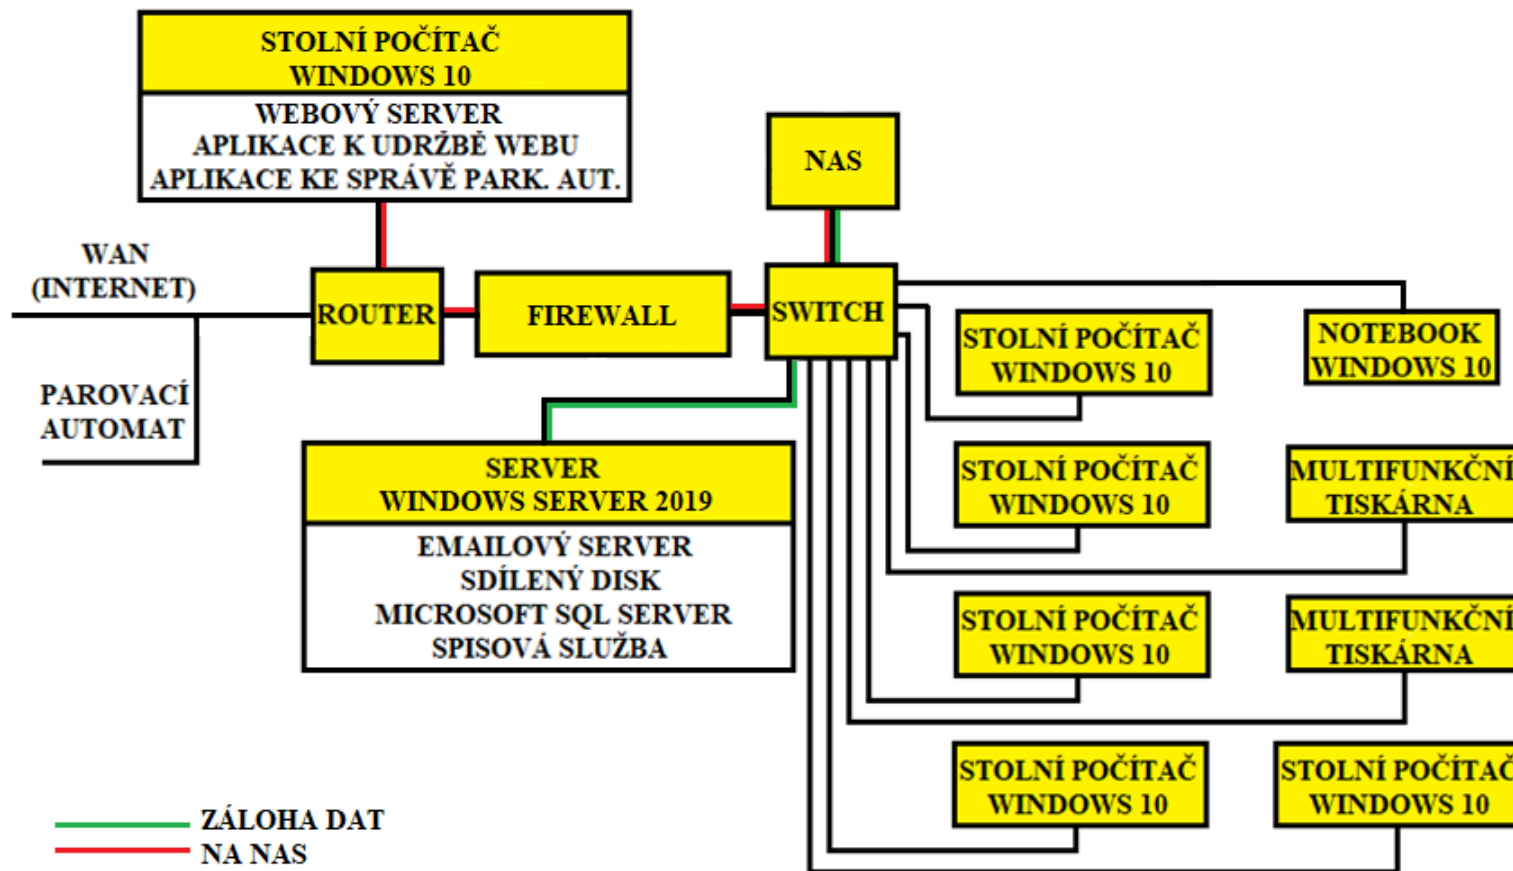 STOLNÍ POČÍTAČ
WINDOWS 10
WEBOVÝ SERVER
APLIKACE K UDRŽBĚ WEBU
APLIKACE KE SPRÁVĚ PARK. AUT.
NAS
WAN
(INTERNET)
ROUTER
FIREWALL
SWITCH
PAROVACÍ
AUTOMAT
STOLNÍ POČÍTAČ
WINDOWS 10
NOTEBOOK
WINDOWS 10
SERVER
WINDOWS SERVER 2019
EMAILOVÝ SERVER
SDÍLENÝ DISK
MICROSOFT SQL SERVER
SPISOVÁ SLUŽBA
STOLNÍ POČÍTAČ
WINDOWS 10
MULTIFUNKČNÍ
TISKÁRNA
STOLNÍ POČÍTAČ
WINDOWS 10
MULTIFUNKČNÍ
TISKÁRNA
STOLNÍ POČÍTAČ
WINDOWS 10
STOLNÍ POČÍTAČ
WINDOWS 10
ZÁLOHA DAT
NA NAS